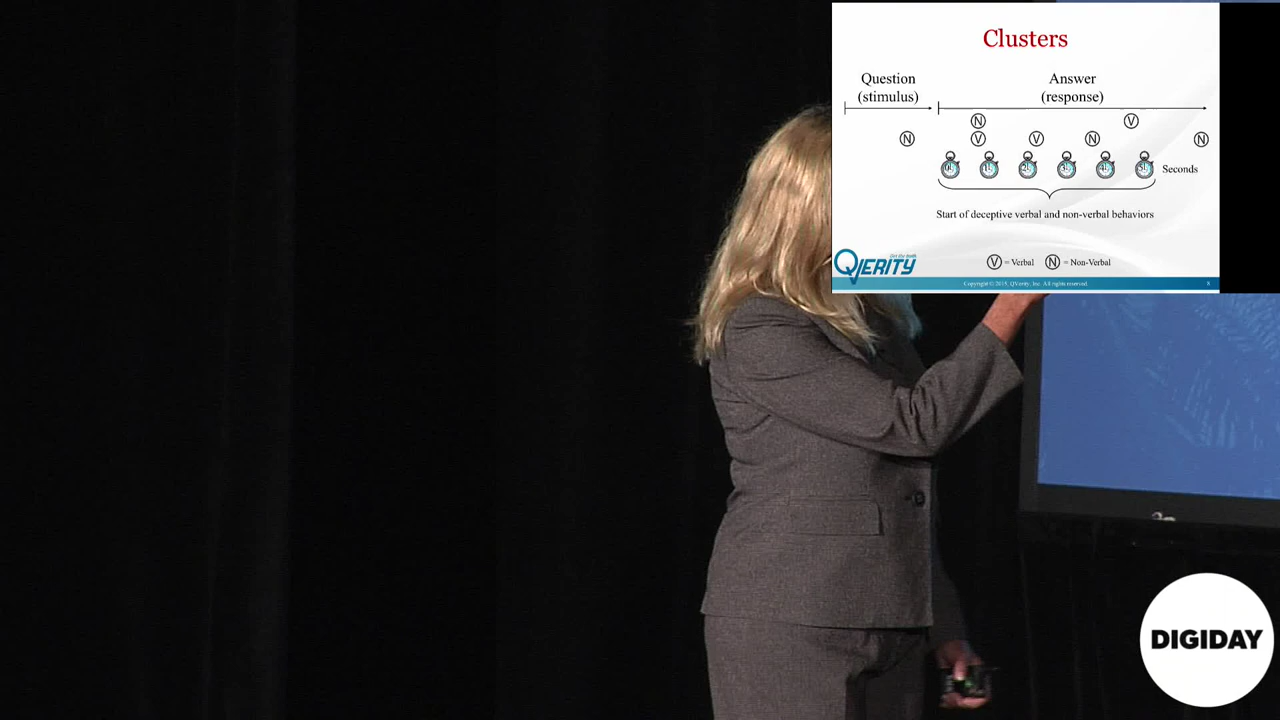 Clusters
Question
(stimulus)
Answer
(response)
N
V
N
V
V
N
N
Seconds
Start of deceptive verbal and non-verbal behaviors
V = Verbal
N = Non-Verbal
QVERITY
Copyright © 2015, QVerity, Inc. All rights reserved.
DIGIDAY